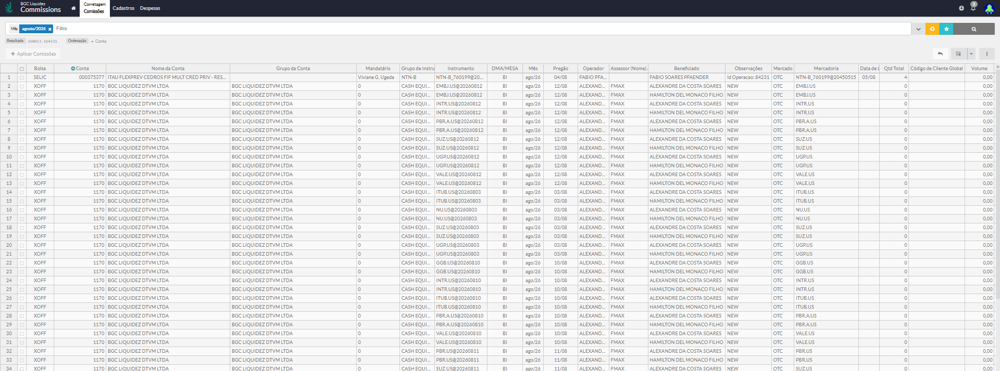 BGC Liquidez
Commissions
Corretagem
Comissões
Cadastros
Despesas
3
Mês agosto/2026 × Filtro
Resultado 260813.164331 Ordenação Conta
+ Aplicar Comissões
Bolsa Conta Nome da Conta Grupo da Conta Mandatário Grupo de Instru Instrumento DMA/MESA Mês Pregão Operador Assessor (Nome). Beneficiado Observações Mercado Mercadoria Data de L Qtd Total Código de Cliente Global Volume
1 SELIC 000375377 ITAU FLEXPREV CEDROS FIF MULT CRED PRIV - RES... Viviane G. Ugeda NTN-B NTN-B_760199@20... BI ago/26 04/08 FABIO PFA... FABIO SOARES PFAENDER Id Operacao: 84231 OTC NTN-B_760199@20450515 05/08 4 0,00
2 XOFF 1170 BGC LIQUIDEZ DTVM LTDA BGC LIQUIDEZ DTVM LTDA 0 CASH EQUI... EMBJ.US@20260812 BI ago/26 12/08 ALEXAND... FMAX ALEXANDRE DA COSTA SOARES NEW OTC EMBJ.US 0 0,00
3 XOFF 1170 BGC LIQUIDEZ DTVM LTDA BGC LIQUIDEZ DTVM LTDA 0 CASH EQUI... EMBJ.US@20260812 BI ago/26 12/08 ALEXAND... FMAX HAMILTON DEL MONACO FILHO NEW OTC EMBJ.US 0 0,00
4 XOFF 1170 BGC LIQUIDEZ DTVM LTDA BGC LIQUIDEZ DTVM LTDA 0 CASH EQUI... INTR.US@20260812 BI ago/26 12/08 ALEXAND... FMAX ALEXANDRE DA COSTA SOARES NEW OTC INTR.US 0 0,00
5 XOFF 1170 BGC LIQUIDEZ DTVM LTDA BGC LIQUIDEZ DTVM LTDA 0 CASH EQUI... INTR.US@20260812 BI ago/26 12/08 ALEXAND... FMAX HAMILTON DEL MONACO FILHO NEW OTC INTR.US 0 0,00
6 XOFF 1170 BGC LIQUIDEZ DTVM LTDA BGC LIQUIDEZ DTVM LTDA 0 CASH EQUI... PBR.A.US@20260812 BI ago/26 12/08 ALEXAND... FMAX ALEXANDRE DA COSTA SOARES NEW OTC PBR.A.US 0 0,00
7 XOFF 1170 BGC LIQUIDEZ DTVM LTDA BGC LIQUIDEZ DTVM LTDA 0 CASH EQUI... PBR.A.US@20260812 BI ago/26 12/08 ALEXAND... FMAX HAMILTON DEL MONACO FILHO NEW OTC PBR.A.US 0 0,00
8 XOFF 1170 BGC LIQUIDEZ DTVM LTDA BGC LIQUIDEZ DTVM LTDA 0 CASH EQUI... SUZ.US@20260812 BI ago/26 12/08 ALEXAND... FMAX ALEXANDRE DA COSTA SOARES NEW OTC SUZ.US 0 0,00
9 XOFF 1170 BGC LIQUIDEZ DTVM LTDA BGC LIQUIDEZ DTVM LTDA 0 CASH EQUI... SUZ.US@20260812 BI ago/26 12/08 ALEXAND... FMAX HAMILTON DEL MONACO FILHO NEW OTC SUZ.US 0 0,00
10 XOFF 1170 BGC LIQUIDEZ DTVM LTDA BGC LIQUIDEZ DTVM LTDA 0 CASH EQUI... UGP.US@20260812 BI ago/26 12/08 ALEXAND... FMAX ALEXANDRE DA COSTA SOARES NEW OTC UGP.US 0 0,00
11 XOFF 1170 BGC LIQUIDEZ DTVM LTDA BGC LIQUIDEZ DTVM LTDA 0 CASH EQUI... UGP.US@20260812 BI ago/26 12/08 ALEXAND... FMAX HAMILTON DEL MONACO FILHO NEW OTC UGP.US 0 0,00
12 XOFF 1170 BGC LIQUIDEZ DTVM LTDA BGC LIQUIDEZ DTVM LTDA 0 CASH EQUI... VALE.US@20260812 BI ago/26 12/08 ALEXAND... FMAX ALEXANDRE DA COSTA SOARES NEW OTC VALE.US 0 0,00
13 XOFF 1170 BGC LIQUIDEZ DTVM LTDA BGC LIQUIDEZ DTVM LTDA 0 CASH EQUI... VALE.US@20260812 BI ago/26 12/08 ALEXAND... FMAX HAMILTON DEL MONACO FILHO NEW OTC VALE.US 0 0,00
14 XOFF 1170 BGC LIQUIDEZ DTVM LTDA BGC LIQUIDEZ DTVM LTDA 0 CASH EQUI... ITUB.US@20260803 BI ago/26 03/08 ALEXAND... FMAX ALEXANDRE DA COSTA SOARES NEW OTC ITUB.US 0 0,00
15 XOFF 1170 BGC LIQUIDEZ DTVM LTDA BGC LIQUIDEZ DTVM LTDA 0 CASH EQUI... ITUB.US@20260803 BI ago/26 03/08 ALEXAND... FMAX HAMILTON DEL MONACO FILHO NEW OTC ITUB.US 0 0,00
16 XOFF 1170 BGC LIQUIDEZ DTVM LTDA BGC LIQUIDEZ DTVM LTDA 0 CASH EQUI... NU.US@20260803 BI ago/26 03/08 ALEXAND... FMAX ALEXANDRE DA COSTA SOARES NEW OTC NU.US 0 0,00
17 XOFF 1170 BGC LIQUIDEZ DTVM LTDA BGC LIQUIDEZ DTVM LTDA 0 CASH EQUI... NU.US@20260803 BI ago/26 03/08 ALEXAND... FMAX HAMILTON DEL MONACO FILHO NEW OTC NU.US 0 0,00
18 XOFF 1170 BGC LIQUIDEZ DTVM LTDA BGC LIQUIDEZ DTVM LTDA 0 CASH EQUI... SUZ.US@20260803 BI ago/26 03/08 ALEXAND... FMAX ALEXANDRE DA COSTA SOARES NEW OTC SUZ.US 0 0,00
19 XOFF 1170 BGC LIQUIDEZ DTVM LTDA BGC LIQUIDEZ DTVM LTDA 0 CASH EQUI... SUZ.US@20260803 BI ago/26 03/08 ALEXAND... FMAX HAMILTON DEL MONACO FILHO NEW OTC SUZ.US 0 0,00
20 XOFF 1170 BGC LIQUIDEZ DTVM LTDA BGC LIQUIDEZ DTVM LTDA 0 CASH EQUI... UGP.US@20260803 BI ago/26 03/08 ALEXAND... FMAX ALEXANDRE DA COSTA SOARES NEW OTC UGP.US 0 0,00
21 XOFF 1170 BGC LIQUIDEZ DTVM LTDA BGC LIQUIDEZ DTVM LTDA 0 CASH EQUI... UGP.US@20260803 BI ago/26 03/08 ALEXAND... FMAX HAMILTON DEL MONACO FILHO NEW OTC UGP.US 0 0,00
22 XOFF 1170 BGC LIQUIDEZ DTVM LTDA BGC LIQUIDEZ DTVM LTDA 0 CASH EQUI... GGB.US@20260810 BI ago/26 10/08 ALEXAND... FMAX ALEXANDRE DA COSTA SOARES NEW OTC GGB.US 0 0,00
23 XOFF 1170 BGC LIQUIDEZ DTVM LTDA BGC LIQUIDEZ DTVM LTDA 0 CASH EQUI... GGB.US@20260810 BI ago/26 10/08 ALEXAND... FMAX HAMILTON DEL MONACO FILHO NEW OTC GGB.US 0 0,00
24 XOFF 1170 BGC LIQUIDEZ DTVM LTDA BGC LIQUIDEZ DTVM LTDA 0 CASH EQUI... INTR.US@20260810 BI ago/26 10/08 ALEXAND... FMAX ALEXANDRE DA COSTA SOARES NEW OTC INTR.US 0 0,00
25 XOFF 1170 BGC LIQUIDEZ DTVM LTDA BGC LIQUIDEZ DTVM LTDA 0 CASH EQUI... INTR.US@20260810 BI ago/26 10/08 ALEXAND... FMAX HAMILTON DEL MONACO FILHO NEW OTC INTR.US 0 0,00
26 XOFF 1170 BGC LIQUIDEZ DTVM LTDA BGC LIQUIDEZ DTVM LTDA 0 CASH EQUI... ITUB.US@20260810 BI ago/26 10/08 ALEXAND... FMAX ALEXANDRE DA COSTA SOARES NEW OTC ITUB.US 0 0,00
27 XOFF 1170 BGC LIQUIDEZ DTVM LTDA BGC LIQUIDEZ DTVM LTDA 0 CASH EQUI... ITUB.US@20260810 BI ago/26 10/08 ALEXAND... FMAX HAMILTON DEL MONACO FILHO NEW OTC ITUB.US 0 0,00
28 XOFF 1170 BGC LIQUIDEZ DTVM LTDA BGC LIQUIDEZ DTVM LTDA 0 CASH EQUI... PBR.A.US@20260810 BI ago/26 10/08 ALEXAND... FMAX ALEXANDRE DA COSTA SOARES NEW OTC PBR.A.US 0 0,00
29 XOFF 1170 BGC LIQUIDEZ DTVM LTDA BGC LIQUIDEZ DTVM LTDA 0 CASH EQUI... PBR.A.US@20260810 BI ago/26 10/08 ALEXAND... FMAX HAMILTON DEL MONACO FILHO NEW OTC PBR.A.US 0 0,00
30 XOFF 1170 BGC LIQUIDEZ DTVM LTDA BGC LIQUIDEZ DTVM LTDA 0 CASH EQUI... VALE.US@20260810 BI ago/26 10/08 ALEXAND... FMAX ALEXANDRE DA COSTA SOARES NEW OTC VALE.US 0 0,00
31 XOFF 1170 BGC LIQUIDEZ DTVM LTDA BGC LIQUIDEZ DTVM LTDA 0 CASH EQUI... VALE.US@20260810 BI ago/26 10/08 ALEXAND... FMAX HAMILTON DEL MONACO FILHO NEW OTC VALE.US 0 0,00
32 XOFF 1170 BGC LIQUIDEZ DTVM LTDA BGC LIQUIDEZ DTVM LTDA 0 CASH EQUI... PBR.US@20260811 BI ago/26 11/08 ALEXAND... FMAX ALEXANDRE DA COSTA SOARES NEW OTC PBR.US 0 0,00
33 XOFF 1170 BGC LIQUIDEZ DTVM LTDA BGC LIQUIDEZ DTVM LTDA 0 CASH EQUI... PBR.US@20260811 BI ago/26 11/08 ALEXAND... FMAX HAMILTON DEL MONACO FILHO NEW OTC PBR.US 0 0,00
34 XOFF 1170 BGC LIQUIDEZ DTVM LTDA BGC LIQUIDEZ DTVM LTDA 0 CASH EQUI... SUZ.US@20260811 BI ago/26 11/08 ALEXAND... FMAX ALEXANDRE DA COSTA SOARES NEW OTC SUZ.US 0 0,00